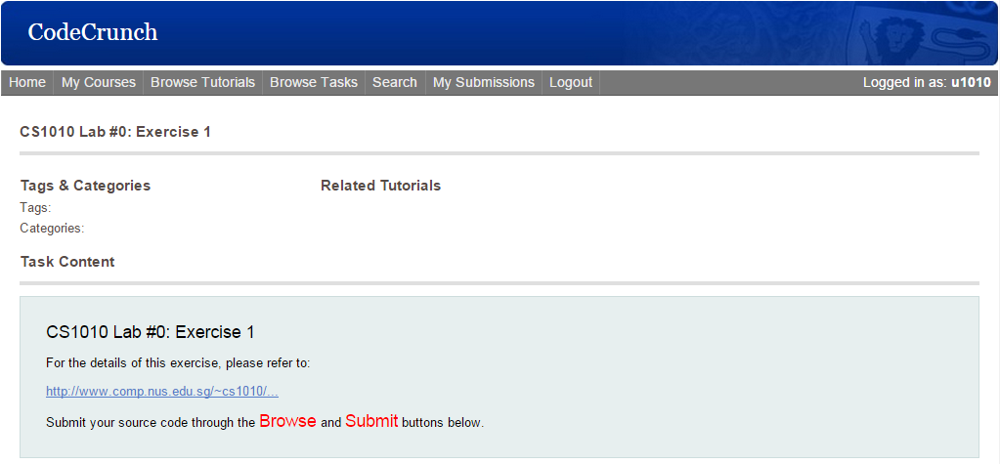 CodeCrunch
Home My Courses Browse Tutorials Browse Tasks Search My Submissions Logout Logged in as: u1010
CS1010 Lab #0: Exercise 1
Tags & Categories Related Tutorials
Tags:
Categories:
Task Content
CS1010 Lab #0: Exercise 1
For the details of this exercise, please refer to:
http://www.comp.nus.edu.sg/~cs1010/...
Submit your source code through the Browse and Submit buttons below.